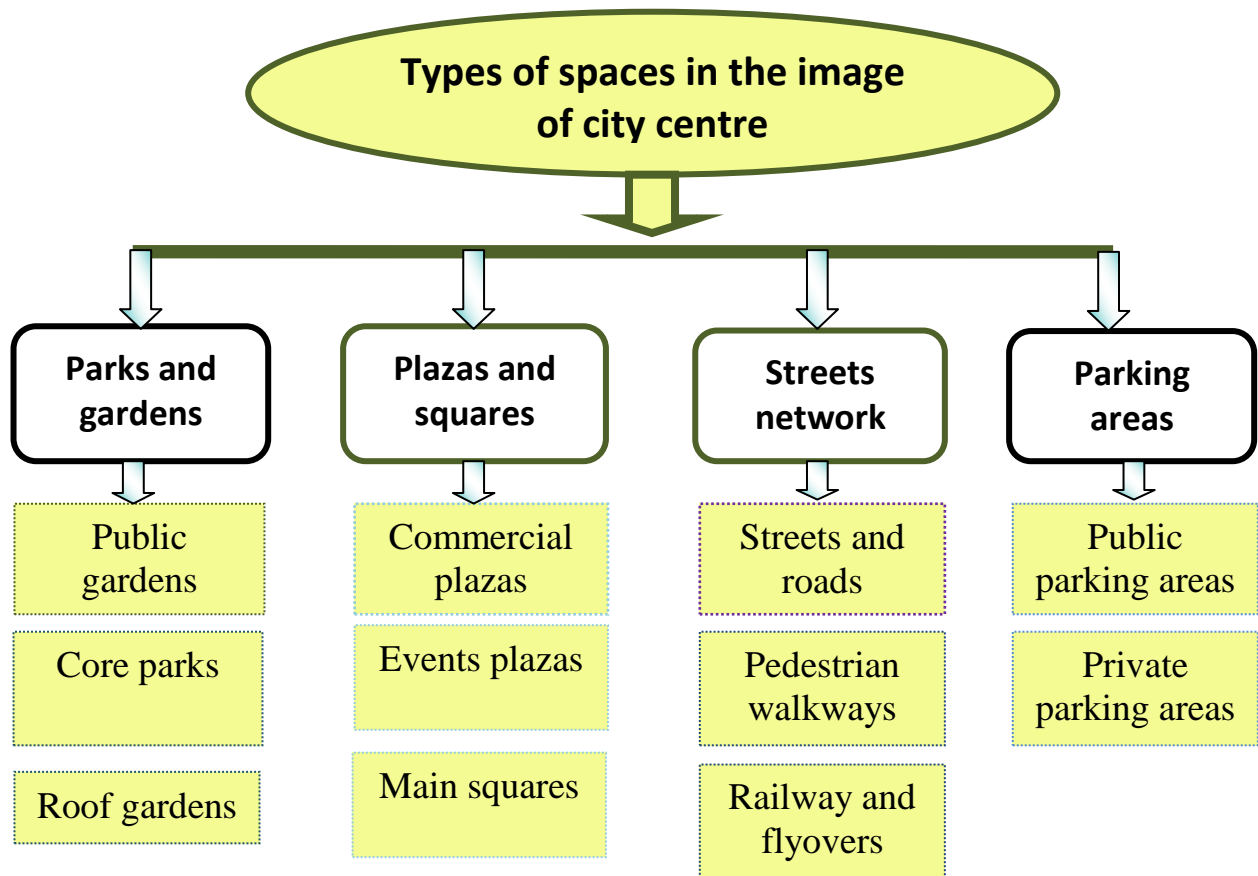 Types of spaces in the image
of city centre
Parks and
gardens
Plazas and
squares
Streets
network
Parking
areas
Public
gardens
Core parks
Roof gardens
Commercial
plazas
Events plazas
Main squares
Streets and
roads
Pedestrian
walkways
Railway and
flyovers
Public
parking areas
Private
parking areas